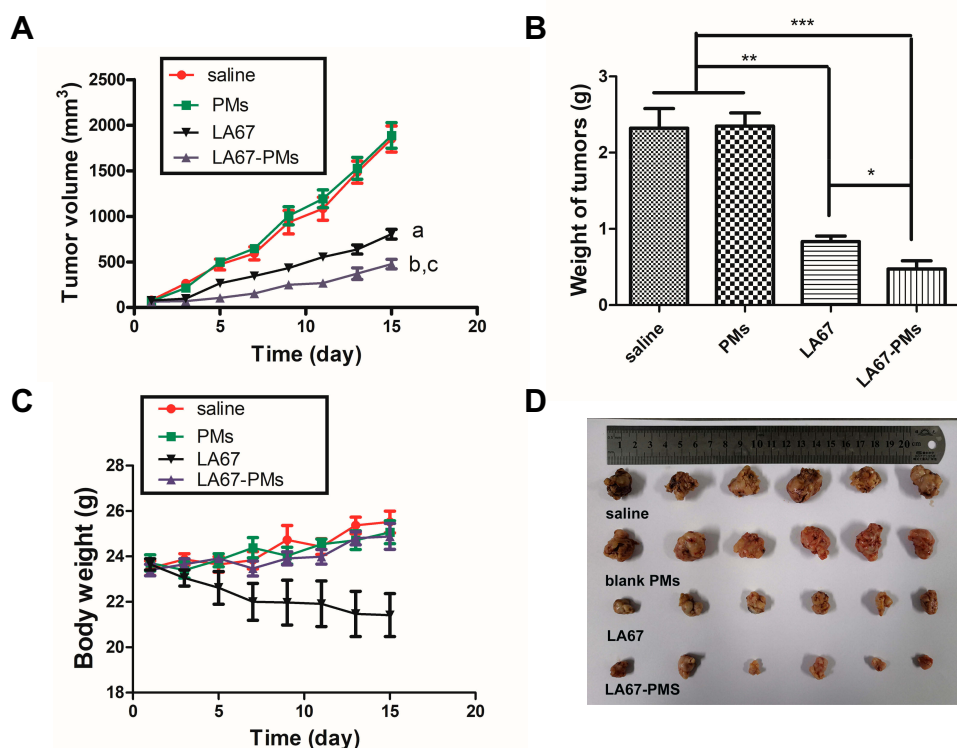 A
saline
PMs
LA67
LA67-PMs
2500
2000
1500
1000
500
0
Tumor volume (mm³)
a
b,c
0 5 10 15 20
Time (day)
B
***
**
*
3
2
1
0
Weight of tumors (g)
saline PMs LA67 LA67-PMs
C
saline
PMs
LA67
LA67-PMs
28
26
24
22
20
18
Body weight (g)
0 5 10 15 20
Time (day)
D
1 2 3 4 5 6 7 8 9 10 11 12 13 14 15 16 17 18 19 20 cm
saline
blank PMs
LA67
LA67-PMS